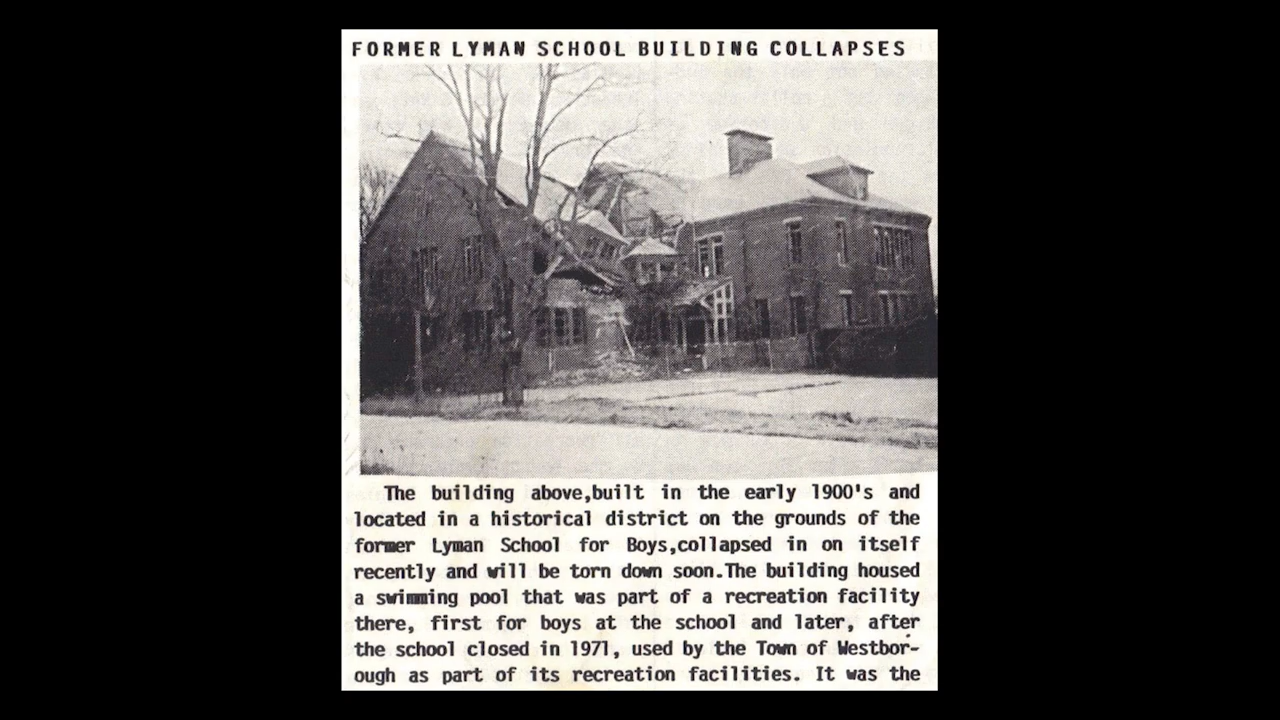 FORMER LYMAN SCHOOL BUILDING COLLAPSES
The building above,built in the early 1900's and
located in a historical district on the grounds of the
former Lyman School for Boys,collapsed in on itself
recently and will be torn down soon.The building housed
a swimming pool that was part of a recreation facility
there, first for boys at the school and later, after
the school closed in 1971, used by the Town of Westbor-
ough as part of its recreation facilities. It was the